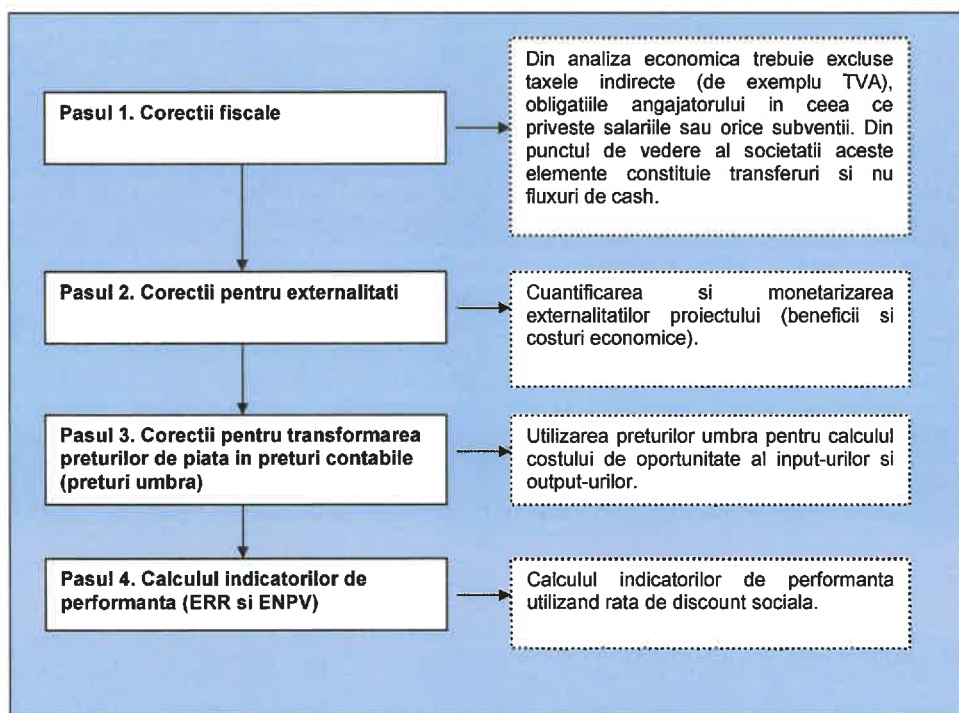 Pasul 1. Corectii fiscale
Din analiza economica trebuie excluse
taxele indirecte (de exemplu TVA),
obligatiile angajatorului in ceea ce
priveste salariile sau orice subventii. Din
punctul de vedere al societatii aceste
elemente constituie transferuri si nu
fluxuri de cash.
Pasul 2. Corectii pentru externalitati
Cuantificarea si monetarizarea
externalitatilor proiectului (beneficii si
costuri economice).
Pasul 3. Corectii pentru transformarea
preturilor de piata in preturi contabile
(preturi umbra)
Utilizarea preturilor umbra pentru calculul
costului de oportunitate al input-urilor si
output-urilor.
Pasul 4. Calculul indicatorilor de
performanta (ERR si ENPV)
Calculul indicatorilor de performanta
utilizand rata de discount sociala.